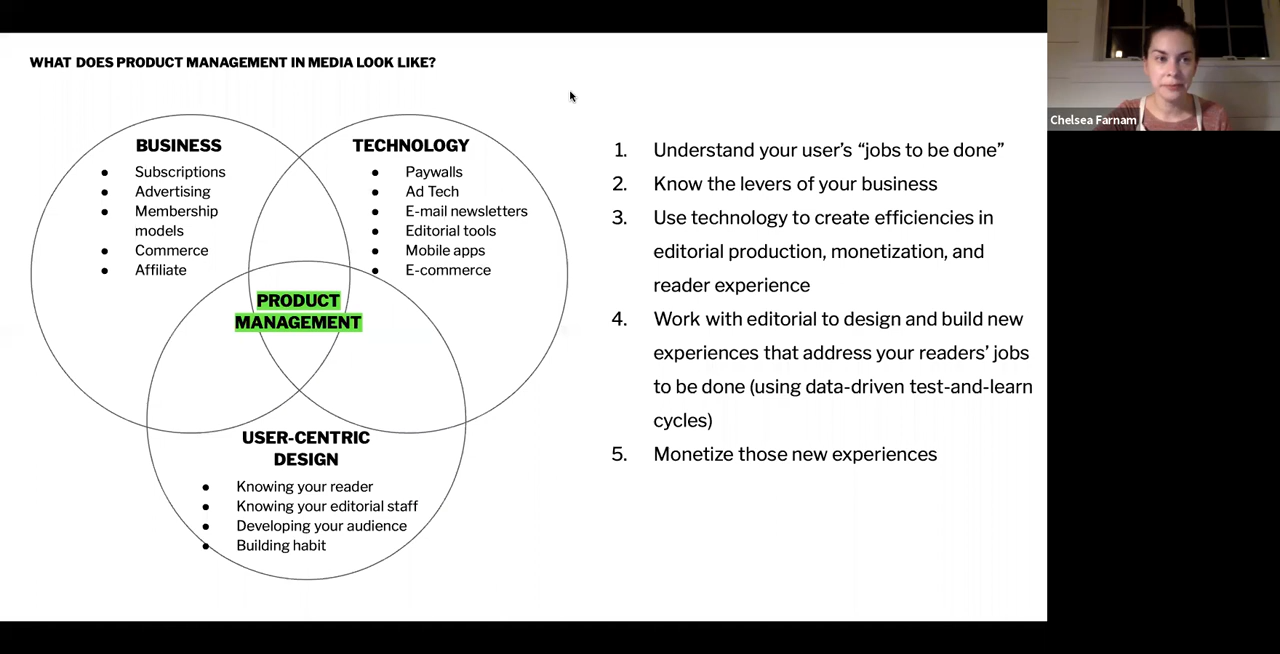 WHAT DOES PRODUCT MANAGEMENT IN MEDIA LOOK LIKE?
BUSINESS
● Subscriptions
● Advertising
● Membership
models
● Commerce
● Affiliate
TECHNOLOGY
● Paywalls
● Ad Tech
● E-mail newsletters
● Editorial tools
● Mobile apps
● E-commerce
PRODUCT
MANAGEMENT
USER-CENTRIC
DESIGN
● Knowing your reader
● Knowing your editorial staff
● Developing your audience
● Building habit
1. Understand your user’s “jobs to be done”
2. Know the levers of your business
3. Use technology to create efficiencies in
editorial production, monetization, and
reader experience
4. Work with editorial to design and build new
experiences that address your readers’ jobs
to be done (using data-driven test-and-learn
cycles)
5. Monetize those new experiences
Chelsea Farnam